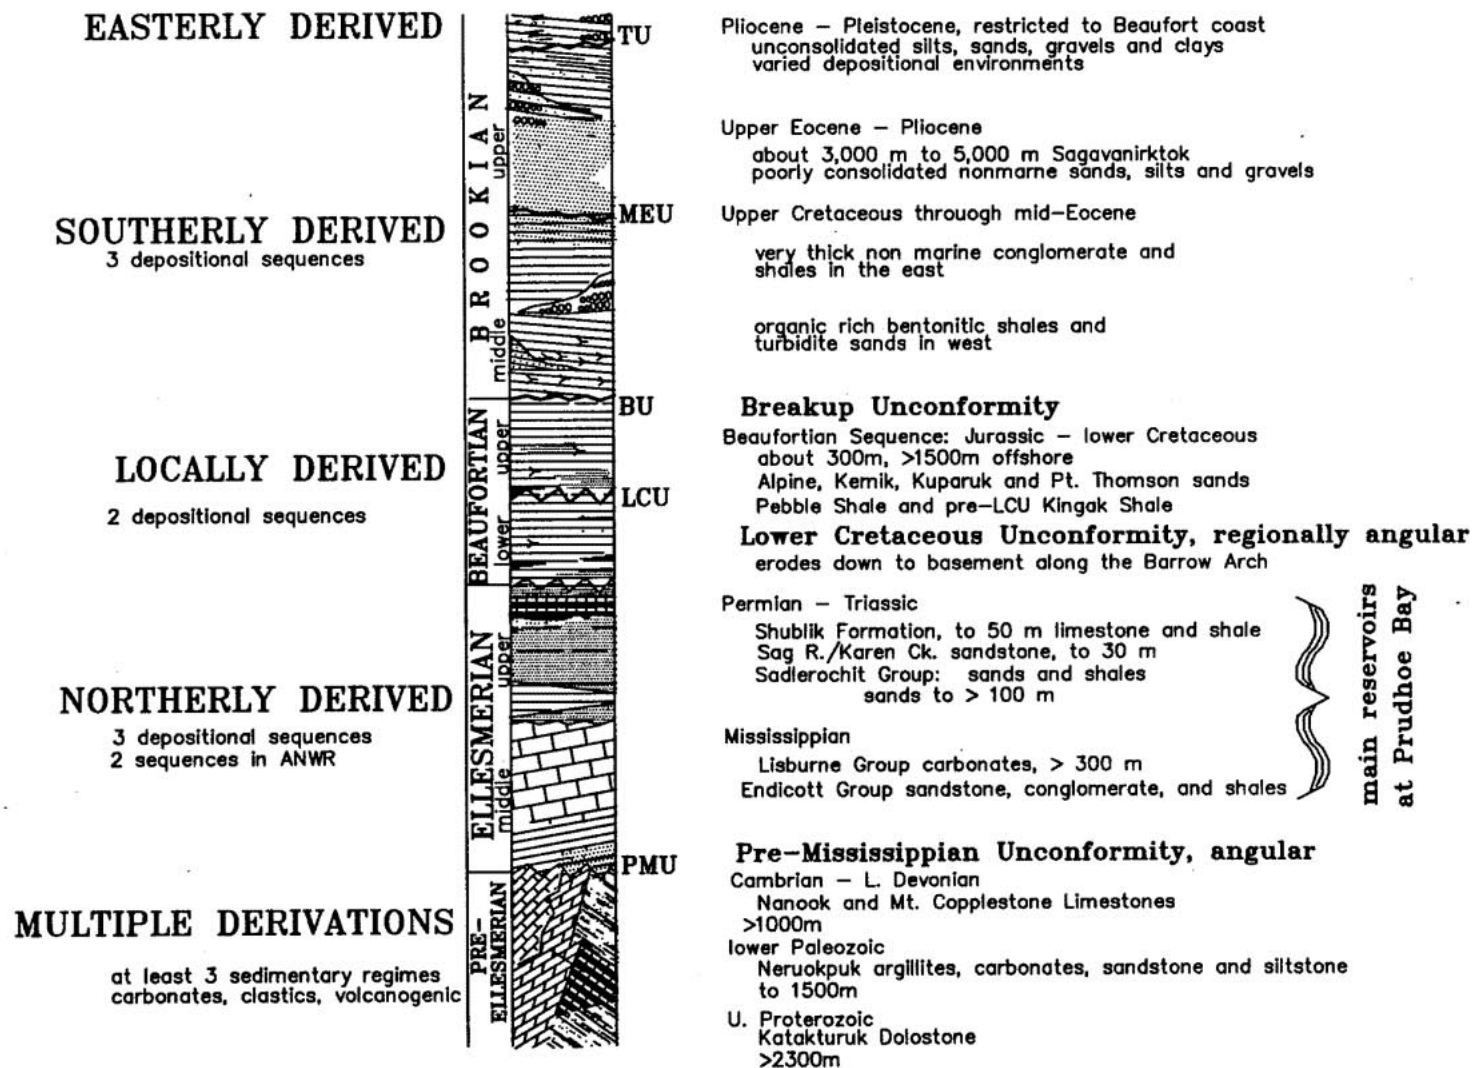 EASTERLY DERIVED
SOUTHERLY DERIVED
3 depositional sequences
LOCALLY DERIVED
2 depositional sequences
NORTHERLY DERIVED
3 depositional sequences
2 sequences in ANWR
MULTIPLE DERIVATIONS
at least 3 sedimentary regimes
carbonates, clastics, volcanogenic
BROOKIAN
upper
middle
BEAUFORTIAN
upper
lower
ELLESMERIAN
upper
middle
PRE-
ELLESMERIAN
TU
MEU
BU
LCU
PMU
Pliocene - Pleistocene, restricted to Beaufort coast
unconsolidated silts, sands, gravels and clays
varied depositional environments
Upper Eocene - Pliocene
about 3,000 m to 5,000 m Sagavanirktok
poorly consolidated nonmarne sands, silts and gravels
Upper Cretaceous throuogh mid-Eocene
very thick non marine conglomerate and
shales in the east
organic rich bentonitic shales and
turbidite sands in west
Breakup Unconformity
Beaufortian Sequence: Jurassic - lower Cretaceous
about 300m, >1500m offshore
Alpine, Kemik, Kuparuk and Pt. Thomson sands
Pebble Shale and pre-LCU Kingak Shale
Lower Cretaceous Unconformity, regionally angular
erodes down to basement along the Barrow Arch
Permian - Triassic
Shublik Formation, to 50 m limestone and shale
Sag R./Karen Ck. sandstone, to 30 m
Sadlerochit Group: sands and shales
sands to > 100 m
Mississippian
Lisburne Group carbonates, > 300 m
Endicott Group sandstone, conglomerate, and shales
main reservoirs
at Prudhoe Bay
Pre-Mississippian Unconformity, angular
Cambrian - L. Devonian
Nanook and Mt. Copplestone Limestones
>1000m
lower Paleozoic
Neruokpuk argillites, carbonates, sandstone and siltstone
to 1500m
U. Proterozoic
Katakturuk Dolostone
>2300m